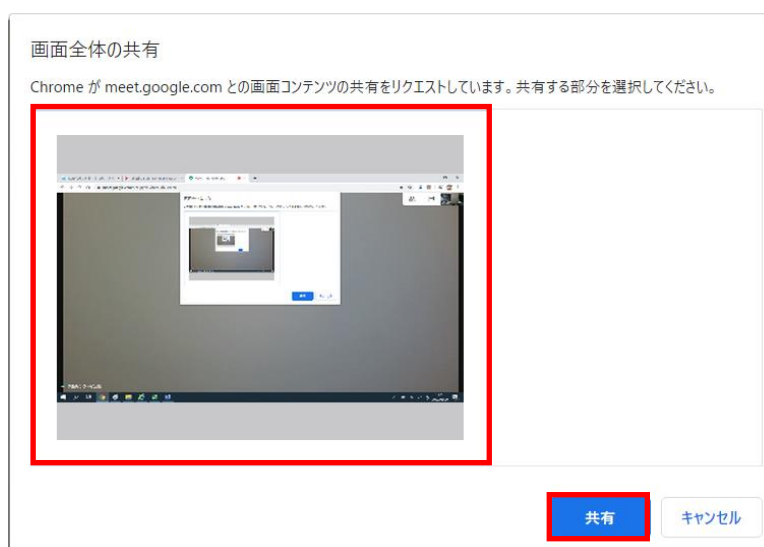 画面全体の共有
Chrome が meet.google.com との画面コンテンツの共有をリクエストしています。共有する部分を選択してください。
共有
キャンセル